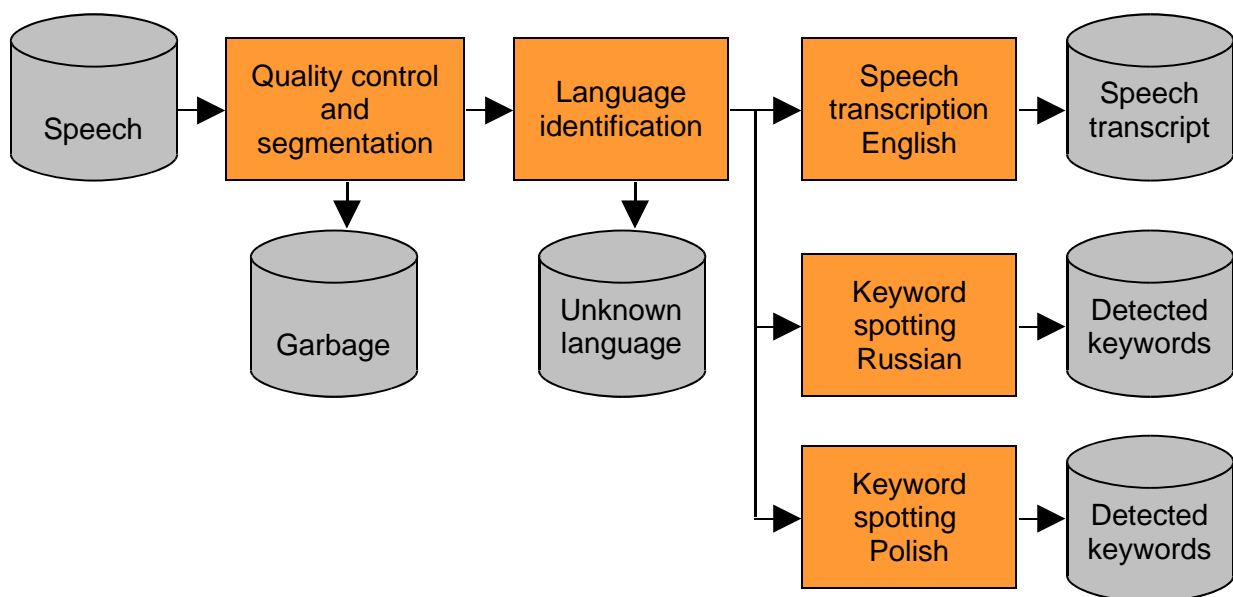 Speech
Quality control
and
segmentation
Language
identification
Speech
transcription
English
Speech
transcript
Garbage
Unknown
language
Keyword
spotting
Russian
Detected
keywords
Keyword
spotting
Polish
Detected
keywords